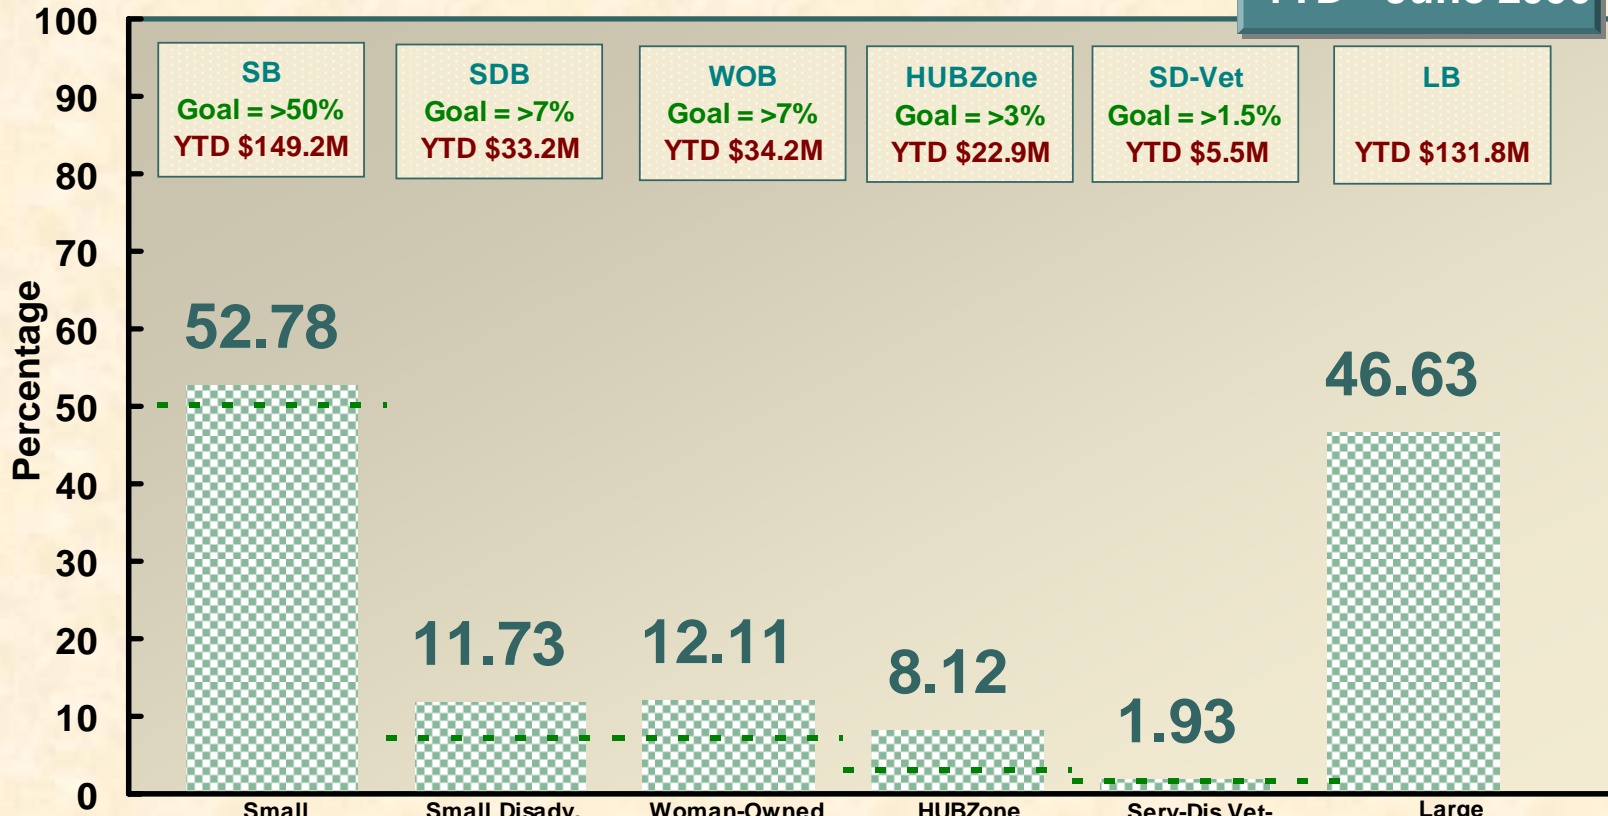 100
90
80
70
60
50
40
30
20
10
0
Percentage
SB
Goal = >50%
YTD $149.2M
SDB
Goal = >7%
YTD $33.2M
WOB
Goal = >7%
YTD $34.2M
HUBZone
Goal = >3%
YTD $22.9M
SD-Vet
Goal = >1.5%
YTD $5.5M
LB
YTD $131.8M
52.78
11.73
12.11
8.12
1.93
46.63
Small
Small Disadv.
Woman-Owned
HUBZone
Serv-Dis Vet-
Large